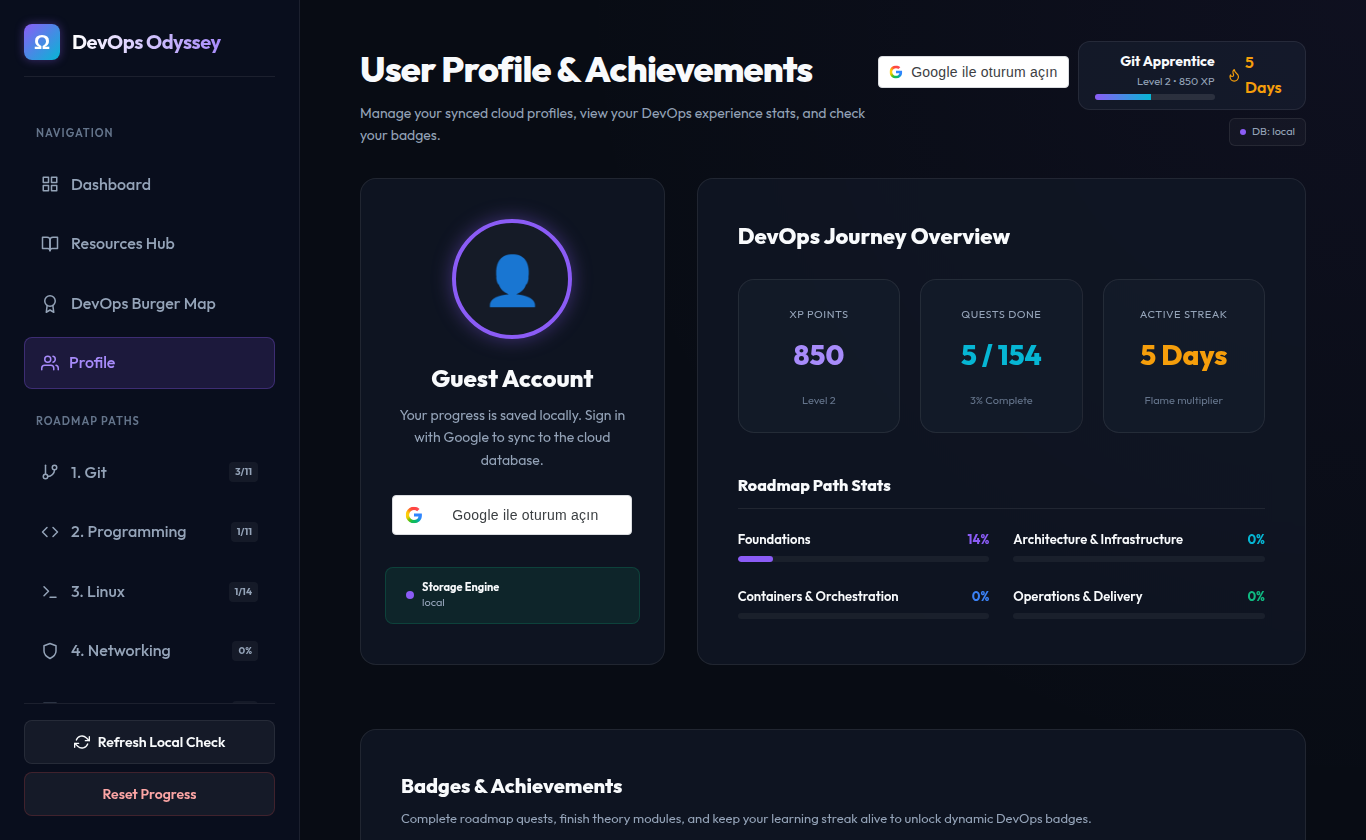 Ω DevOps Odyssey
NAVIGATION
Dashboard
Resources Hub
DevOps Burger Map
Profile
ROADMAP PATHS
1. Git 3/11
2. Programming 1/11
3. Linux 1/14
4. Networking 0%
Refresh Local Check
Reset Progress
User Profile & Achievements
Manage your synced cloud profiles, view your DevOps experience stats, and check
your badges.
Google ile oturum açın
Git Apprentice
Level 2 • 850 XP
5
Days
DB: local
Guest Account
Your progress is saved locally. Sign in
with Google to sync to the cloud
database.
Google ile oturum açın
Storage Engine
local
DevOps Journey Overview
XP POINTS
850
Level 2
QUESTS DONE
5 / 154
3% Complete
ACTIVE STREAK
5 Days
Flame multiplier
Roadmap Path Stats
Foundations 14%
Architecture & Infrastructure 0%
Containers & Orchestration 0%
Operations & Delivery 0%
Badges & Achievements
Complete roadmap quests, finish theory modules, and keep your learning streak alive to unlock dynamic DevOps badges.